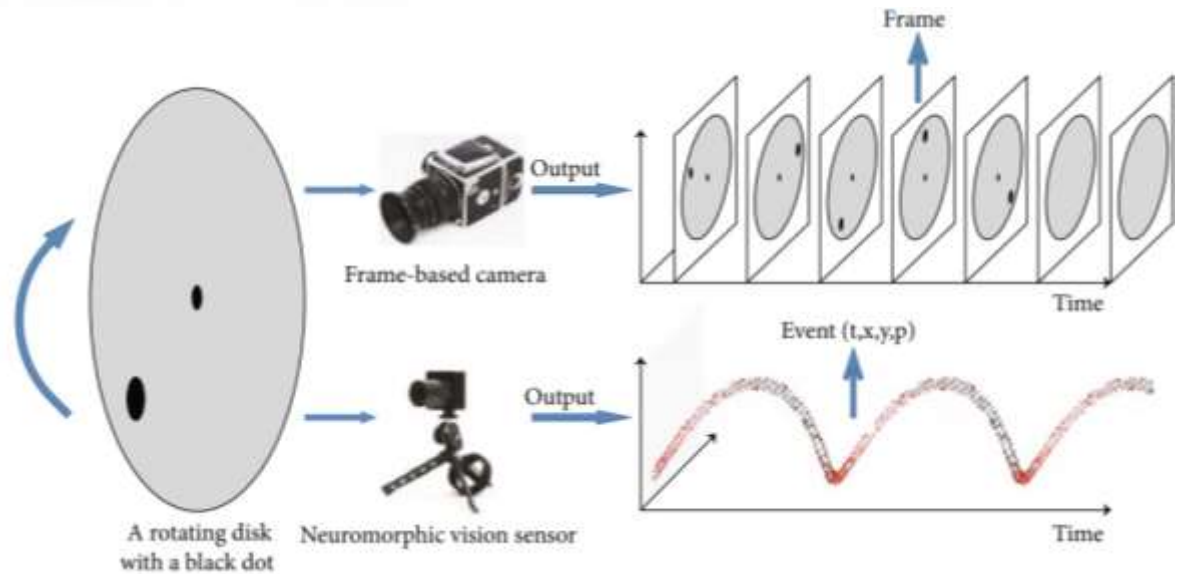 Frame
Output
Frame-based camera
Time
Event (t,x,y,p)
Output
A rotating disk
with a black dot
Neuromorphic vision sensor
Time